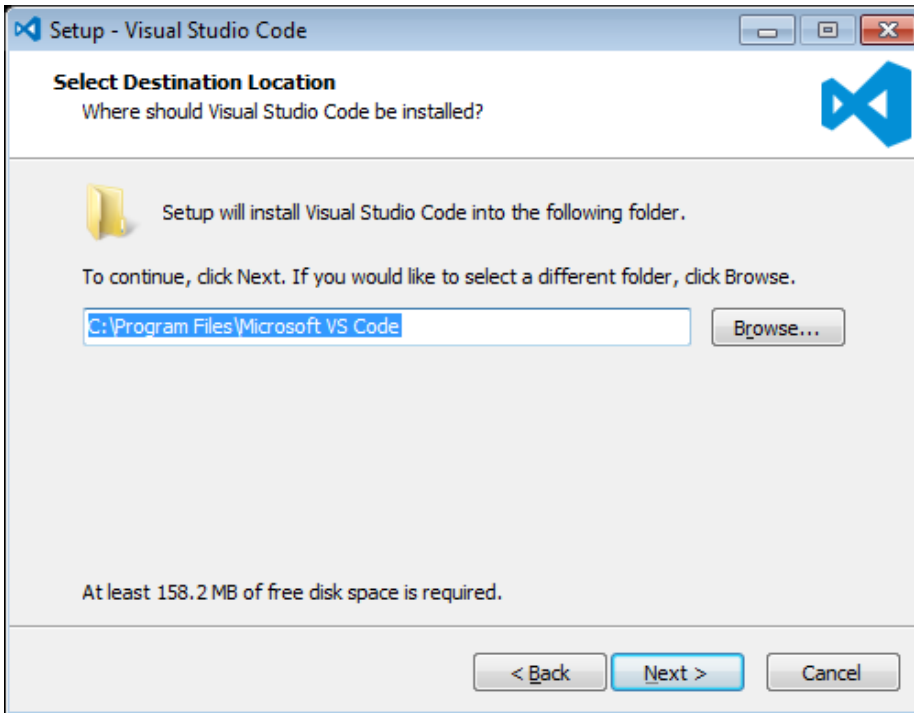 Setup - Visual Studio Code
Select Destination Location
Where should Visual Studio Code be installed?
Setup will install Visual Studio Code into the following folder.
To continue, click Next. If you would like to select a different folder, click Browse.
C:\Program Files\Microsoft VS Code
Browse...
At least 158.2 MB of free disk space is required.
< Back Next > Cancel